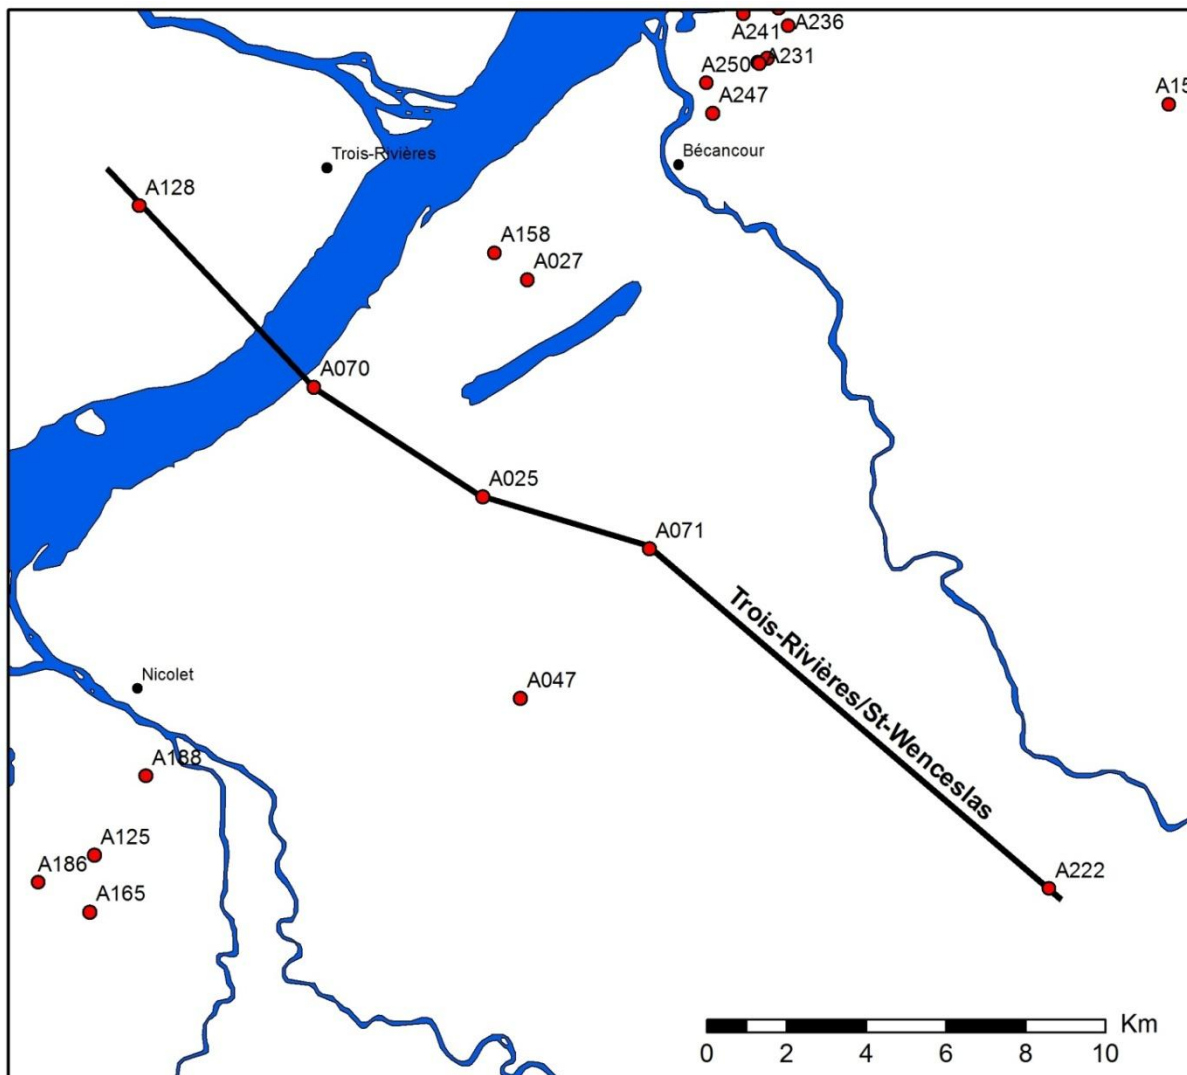 A241
A236
A250
A231
A247
A15
Trois-Rivières
Bécancour
A128
A158
A027
A070
A025
A071
Trois-Rivières/St-Wenceslas
Nicolet
A047
A188
A125
A186
A165
A222
Km
0 2 4 6 8 10